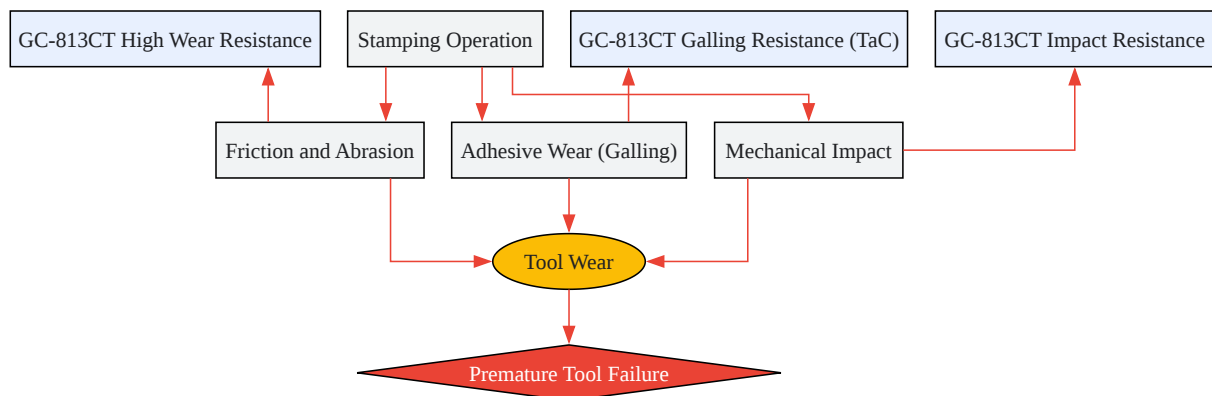 GC-813CT High Wear Resistance
Stamping Operation
GC-813CT Galling Resistance (TaC)
GC-813CT Impact Resistance
Friction and Abrasion
Adhesive Wear (Galling)
Mechanical Impact
Tool Wear
Premature Tool Failure